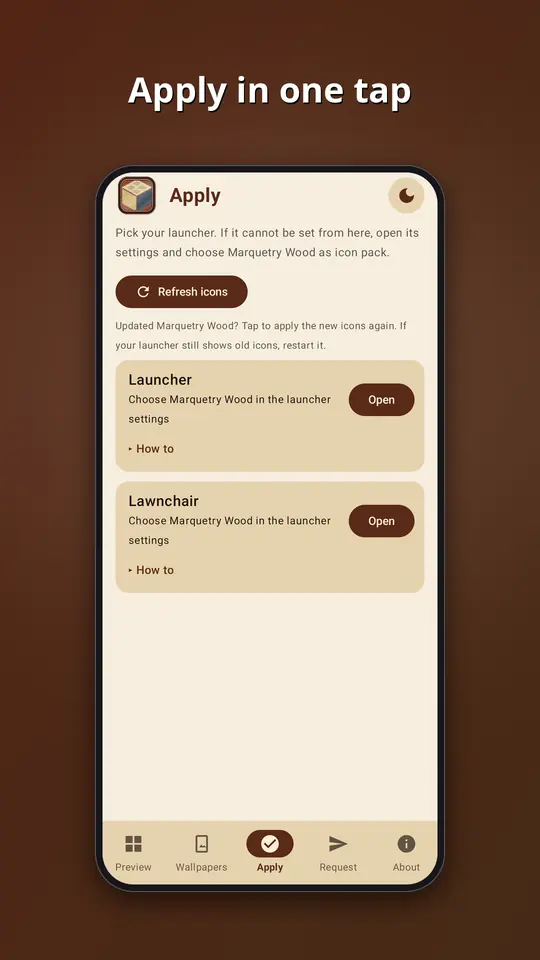 Apply in one tap
Apply
Pick your launcher. If it cannot be set from here, open its
settings and choose Marquetry Wood as icon pack.
Refresh icons
Updated Marquetry Wood? Tap to apply the new icons again. If
your launcher still shows old icons, restart it.
Launcher
Choose Marquetry Wood in the launcher
settings
Open
‣ How to
Lawnchair
Choose Marquetry Wood in the launcher
settings
Open
‣ How to
Preview
Wallpapers
Apply
Request
About